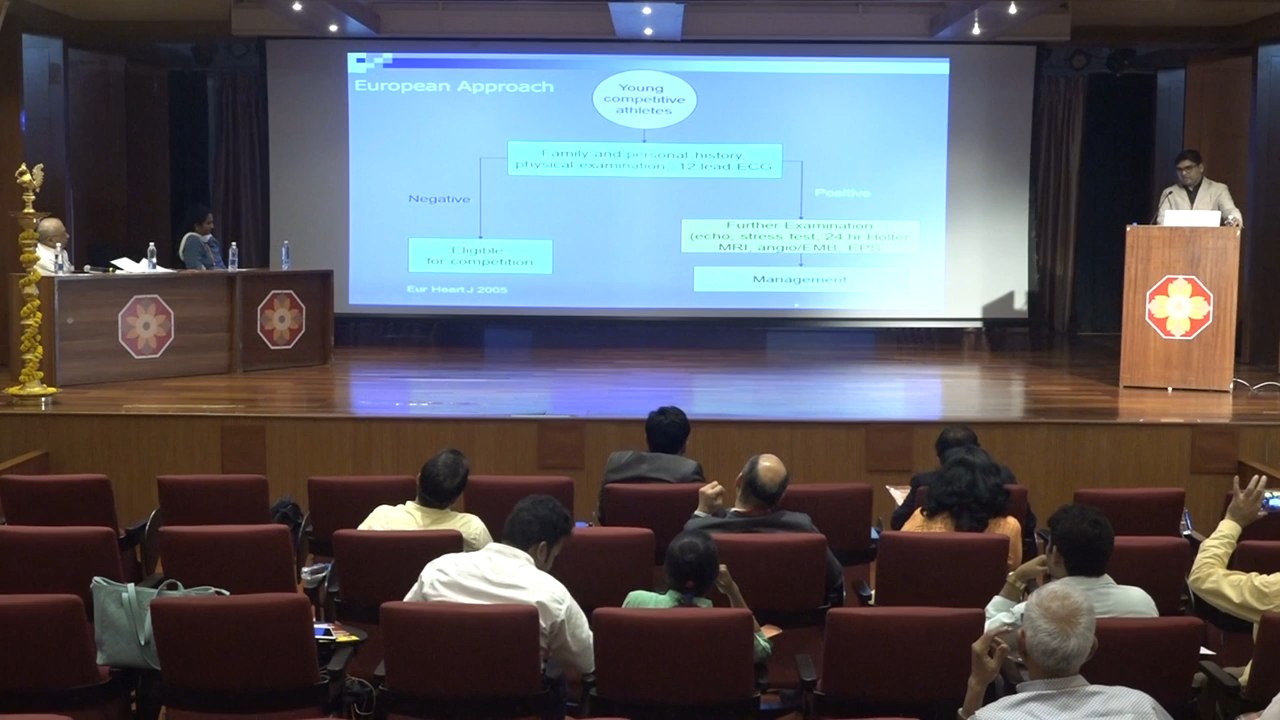 European Approach
Young
competitive
athletes
Family and personal history,
physical examination, 12 lead ECG
Negative
Positive
Eligible
for competition
Further Examination
(echo, stress test, 24 hr Holter
MRI, angio/EMB, EPS
Management
Eur Heart J 2005